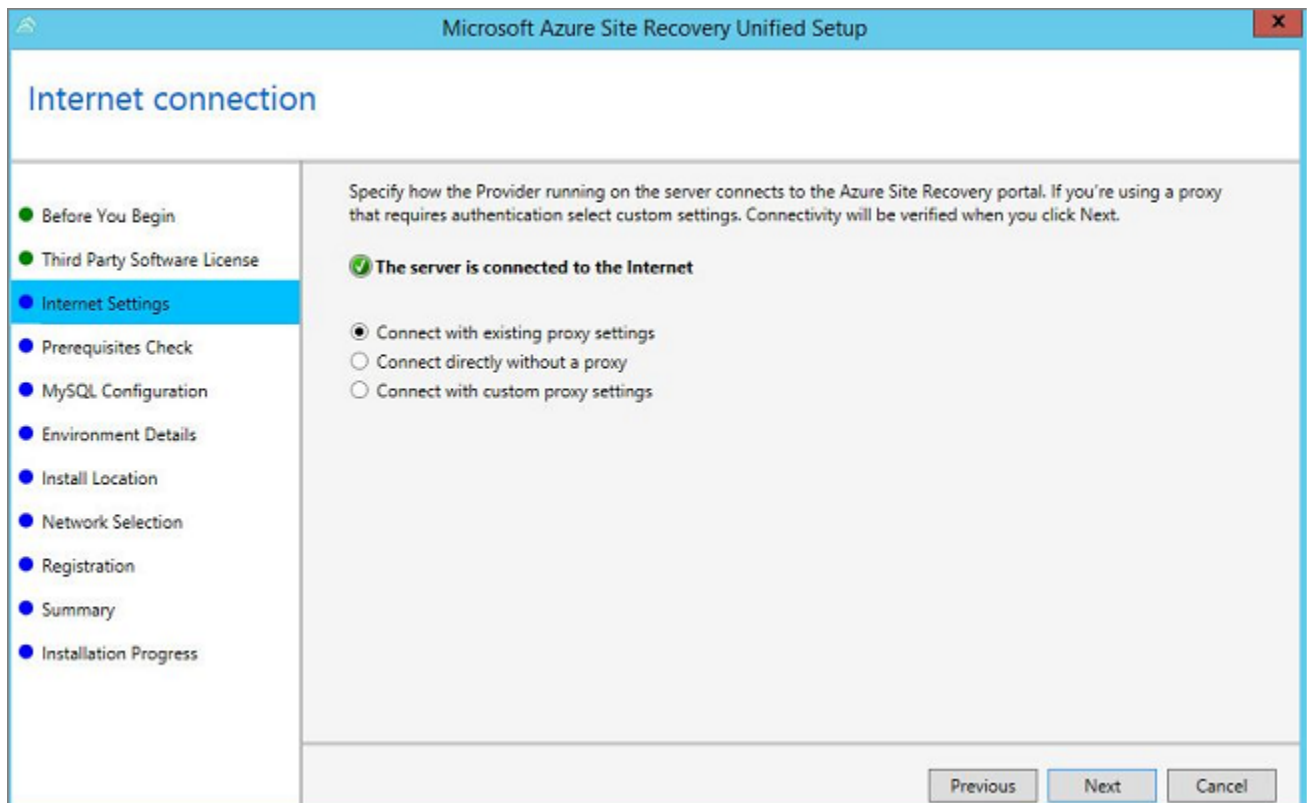 Microsoft Azure Site Recovery Unified Setup
x
Internet connection
Before You Begin
Third Party Software License
Internet Settings
Prerequisites Check
MySQL Configuration
Environment Details
Install Location
Network Selection
Registration
Summary
Installation Progress
Specify how the Provider running on the server connects to the Azure Site Recovery portal. If you're using a proxy
that requires authentication select custom settings. Connectivity will be verified when you click Next.
The server is connected to the Internet
Connect with existing proxy settings
Connect directly without a proxy
Connect with custom proxy settings
Previous
Next
Cancel